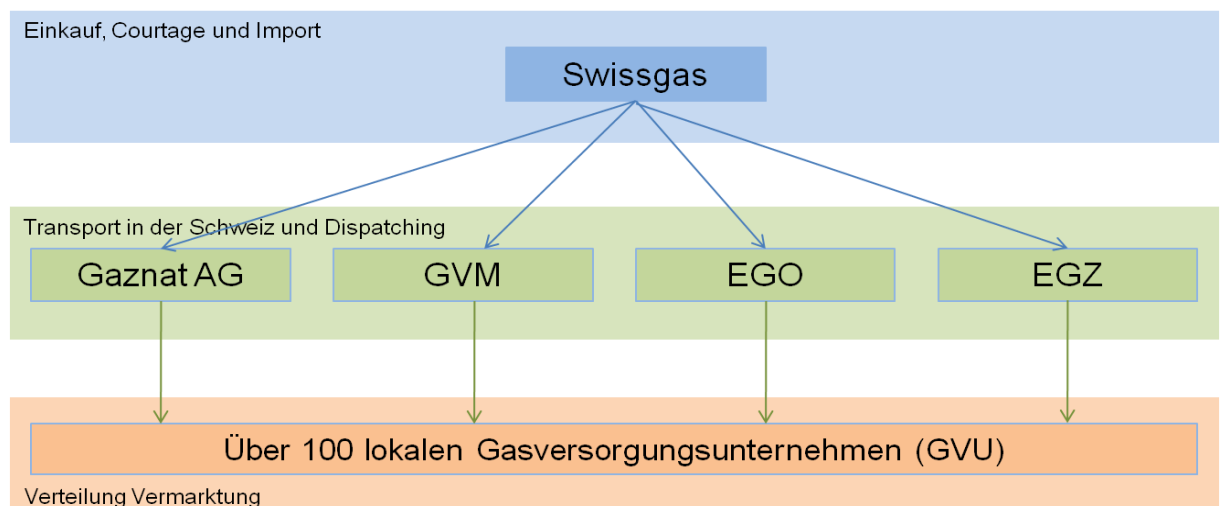 Einkauf, Courtage und Import
Swissgas
Transport in der Schweiz und Dispatching
Gaznat AG
GVM
EGO
EGZ
Über 100 lokalen Gasversorgungsunternehmen (GVU)
Verteilung Vermarktung